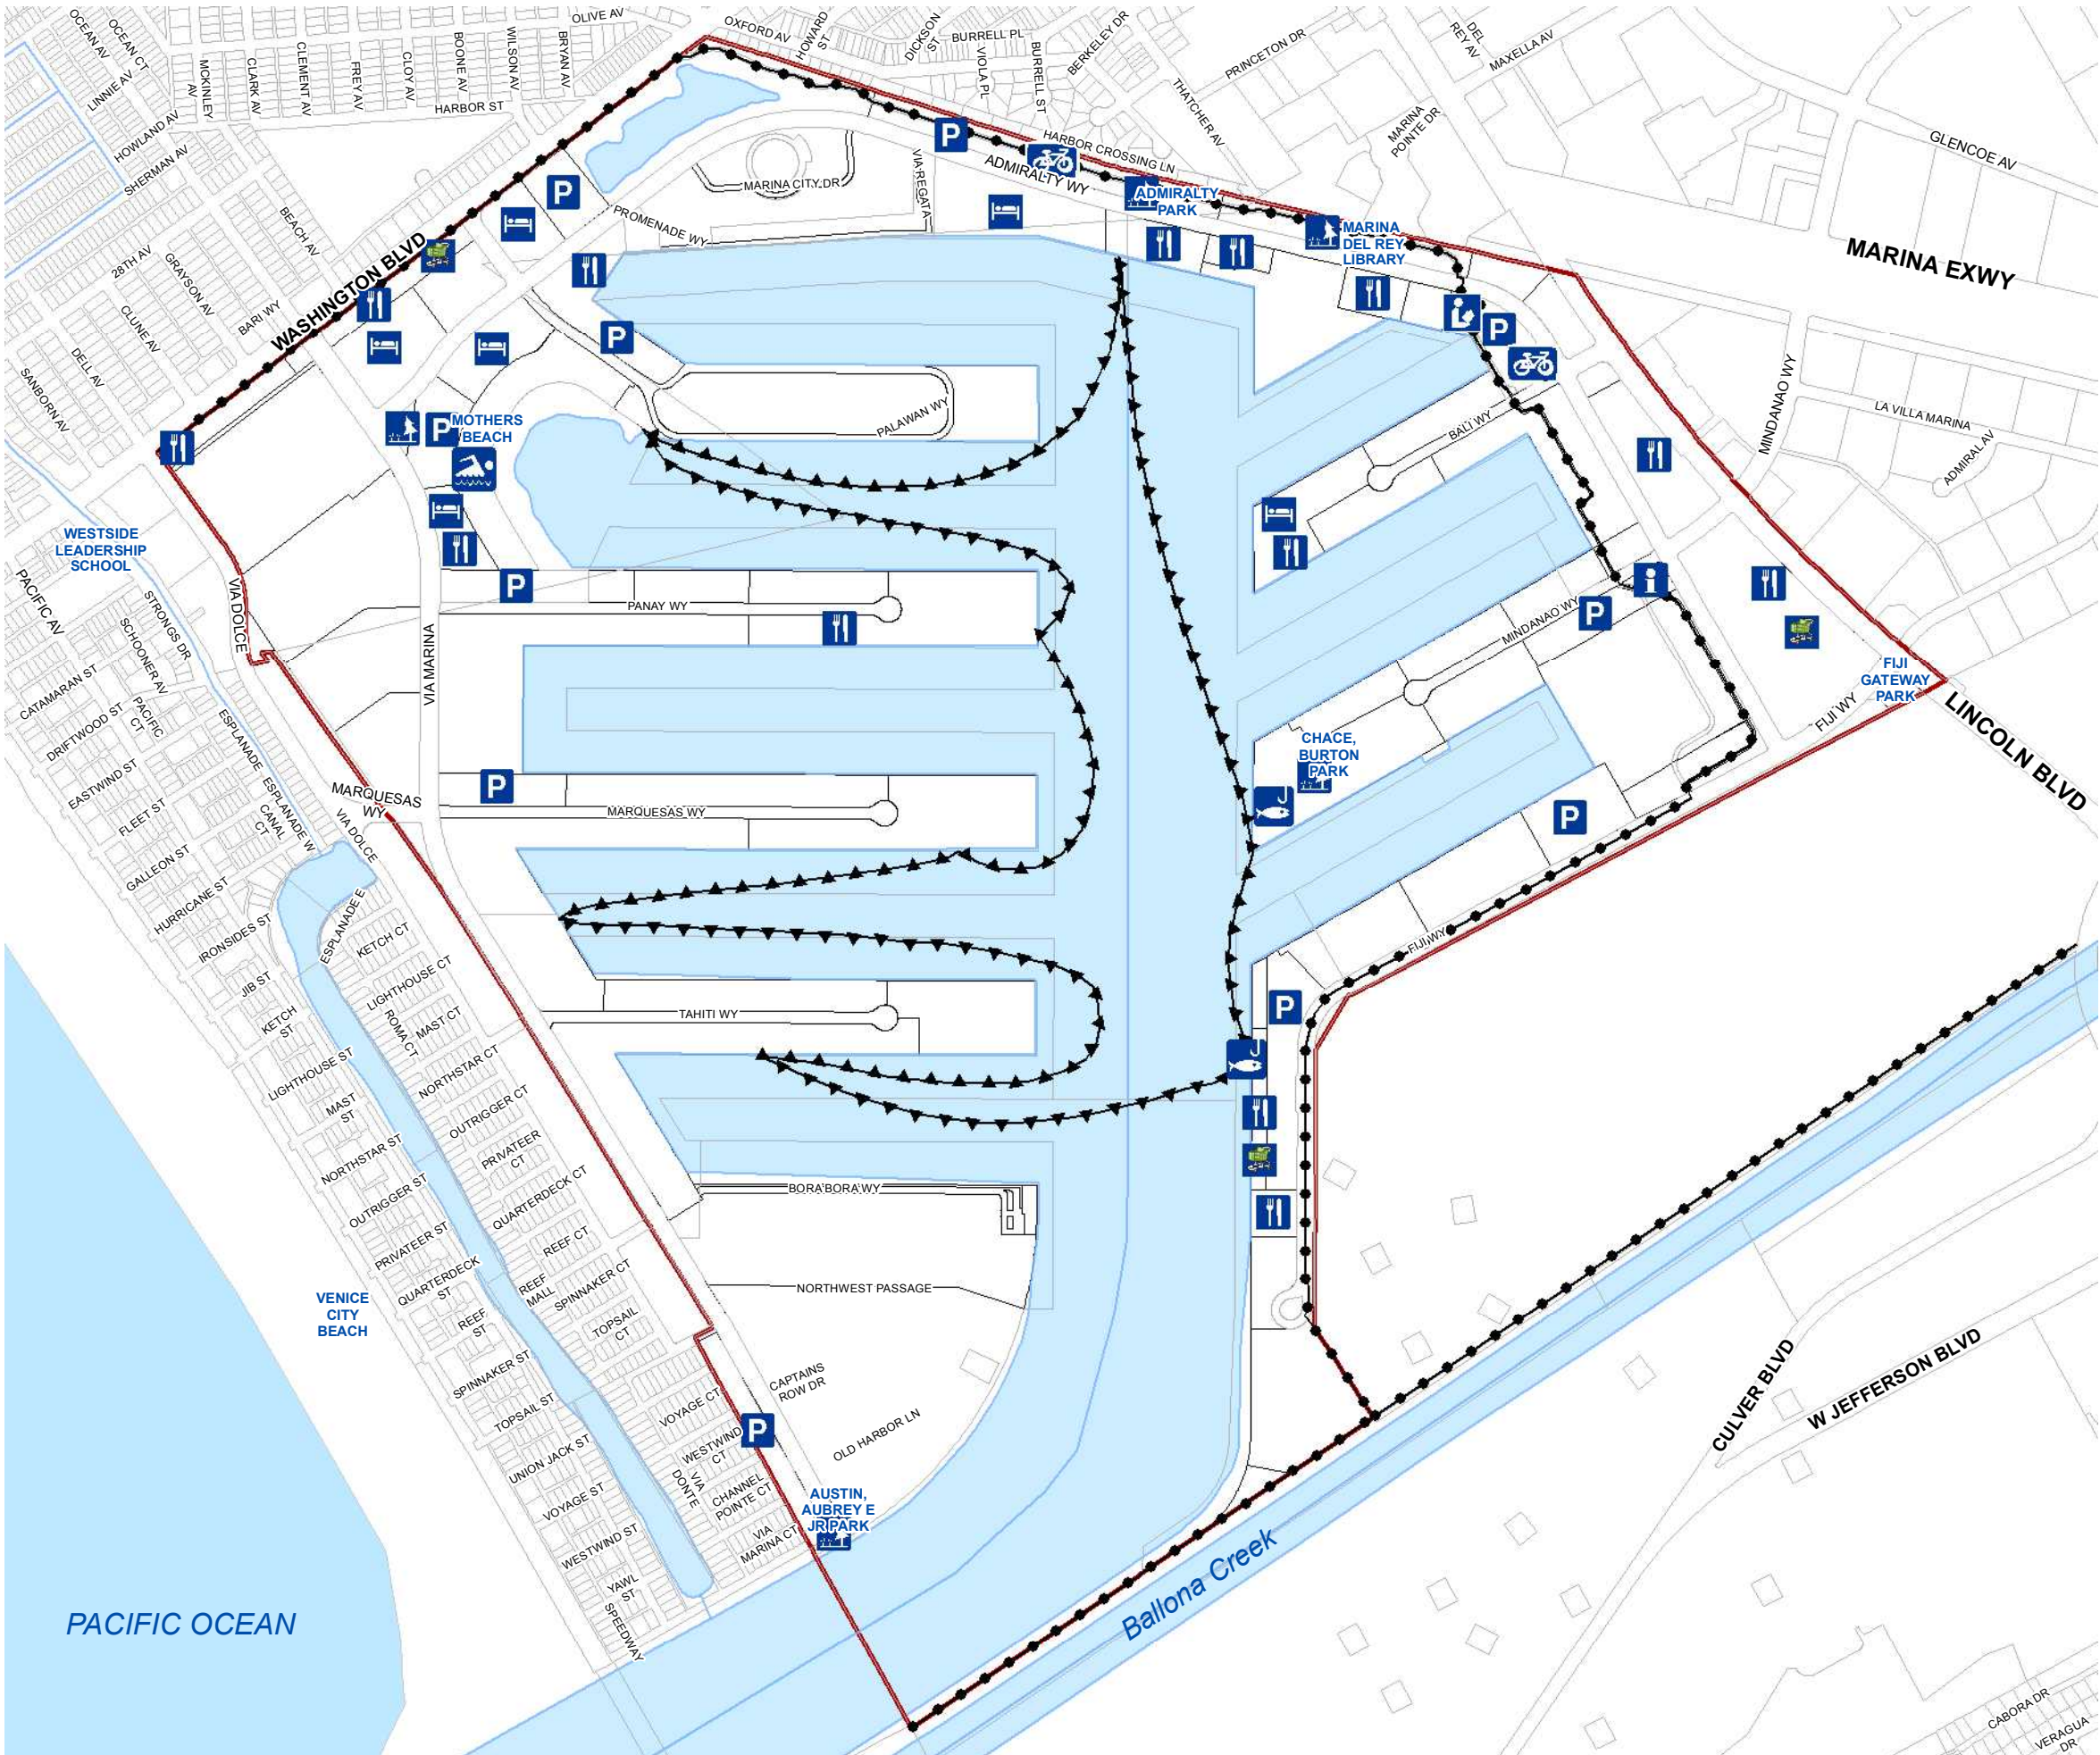 OCEAN AV
OCEAN CT
LINNIE AV
HOWLAND AV
SHERMAN AV
MCKINLEY
AV
CLARK AV
CLEMENT AV
FREY AV
CLOY AV
BOONE AV
WILSON AV
BRYAN AV
OLIVE AV
HARBOR ST
OXFORD AV
HOWARD
ST
DICKSON
ST
BURRELL PL
VIOLA PL
BURRELL ST
BERKELEY DR
THATCHER AV
PRINCETON DR
DEL
REY AV
MAXELLA AV
MARINA
POINTE DR
GLENCOE AV
HARBOR CROSSING LN
ADMIRALTY WY
P
VIA REGATA
MARINA CITY DR
PROMENADE WY
P
ADMIRALTY
PARK
MARINA
DEL REY
LIBRARY
MARINA EXWY
28TH AV
GRAYSON AV
BEACH AV
BARI WY
CLUNE AV
DELL AV
SANBORN AV
WASHINGTON BLVD
P
P
MINDANAO WY
LA VILLA MARINA
ADMIRAL AV
PALAWAN WY
BALI WY
P
MOTHERS
BEACH
WESTSIDE
LEADERSHIP
SCHOOL
PACIFIC AV
STRONGS DR
VIA DOLCE
SCHOONER AV
PACIFIC
CT
CATAMARAN ST
DRIFTWOOD ST
EASTWIND ST
FLEET ST
GALLEON ST
HURRICANE ST
IRONSIDES ST
JIB ST
KETCH
ST
LIGHTHOUSE ST
MAST
ST
NORTHSTAR ST
OUTRIGGER ST
PRIVATEER ST
QUARTERDECK
ST
REEF
ST
SPINNAKER ST
TOPSAIL ST
UNION JACK ST
VOYAGE ST
WESTWIND ST
YAWL
ST
SPEEDWAY
ESPLANADE
ESPLANADE W
CANAL
CT
VIA DOLCE
ESPLANADE E
KETCH CT
LIGHTHOUSE CT
ROMA CT
MAST CT
NORTHSTAR CT
OUTRIGGER CT
PRIVATEER
CT
QUARTERDECK CT
REEF CT
REEF
MALL
SPINNAKER CT
TOPSAIL
CT
VOYAGE CT
WESTWIND
CT
VIA
DONTE
CHANNEL
POINTE CT
VIA
MARINA CT
VIA MARINA
P
PANAY WY
P
MARQUESAS
WY
MARQUESAS WY
TAHITI WY
BORA BORA WY
NORTHWEST PASSAGE
CAPTAINS
ROW DR
OLD HARBOR LN
P
AUSTIN,
AUBREY E
JR PARK
VENICE
CITY
BEACH
i
P
MINDANAO WY
CHACE,
BURTON
PARK
P
FIJI WY
P
FIJI
GATEWAY
PARK
FIJI WY
LINCOLN BLVD
CULVER BLVD
W JEFFERSON BLVD
PACIFIC OCEAN
Ballona Creek
CABORA DR
VERAGUA
DR